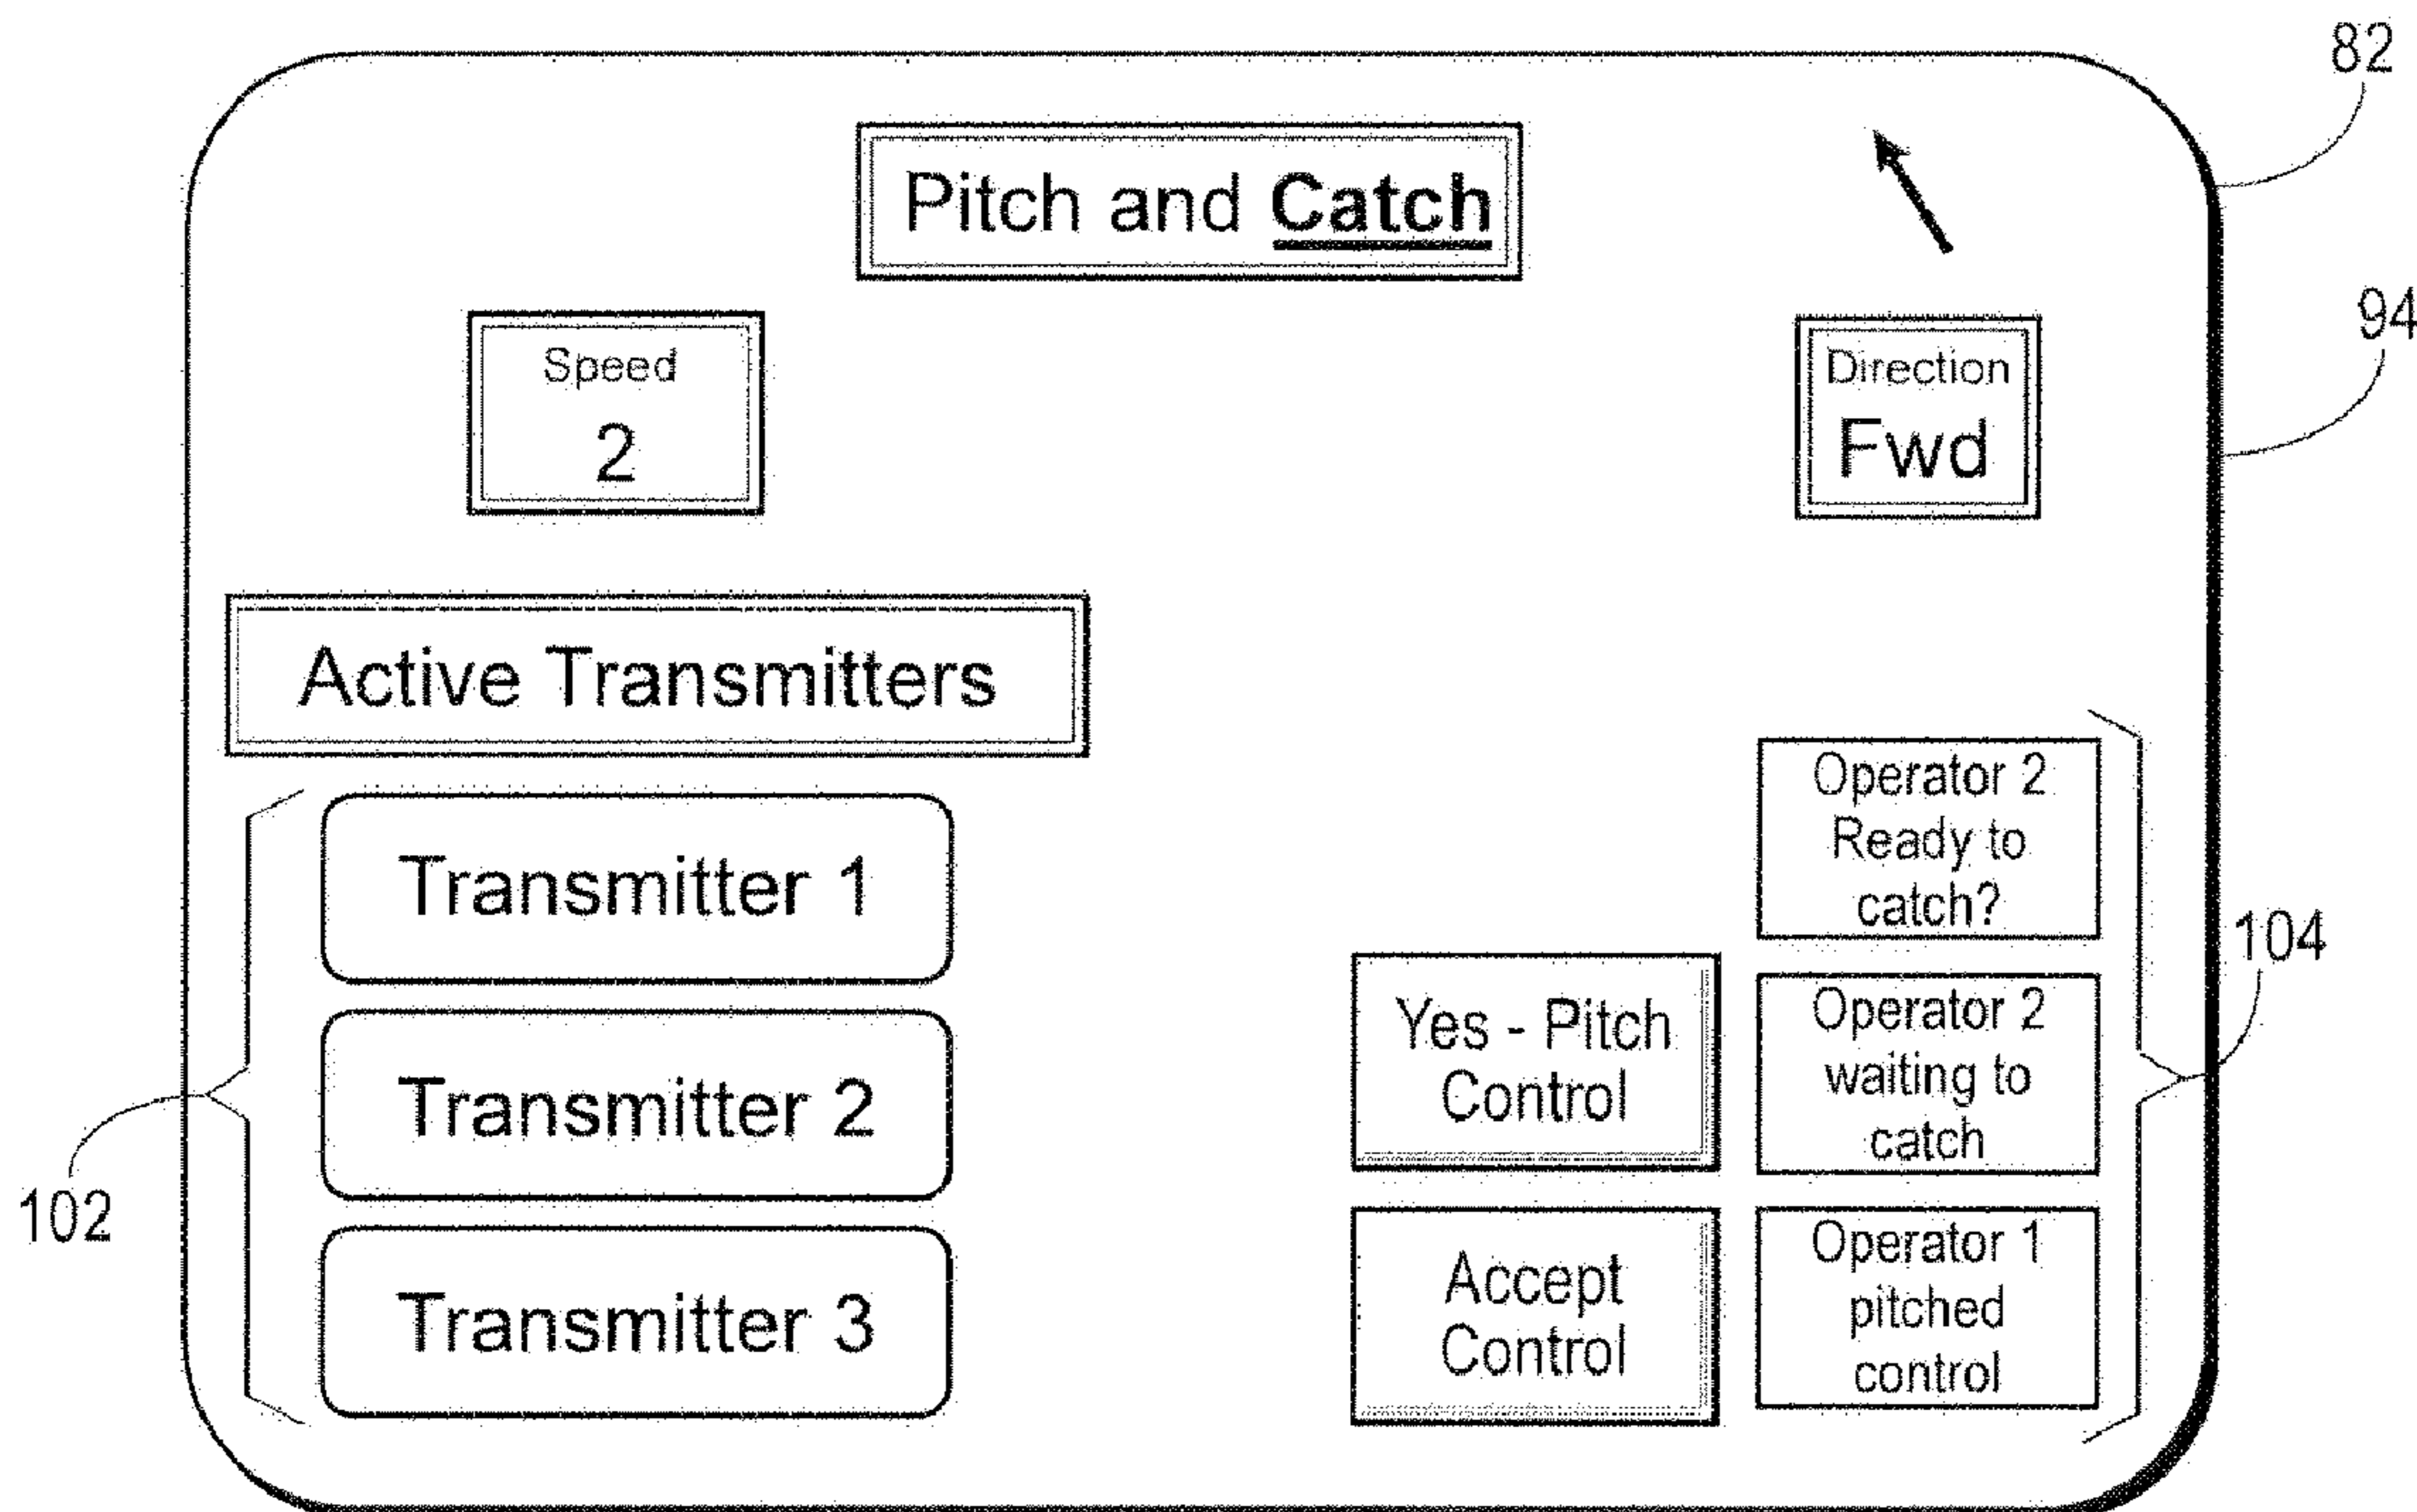 82
Pitch and Catch
94
Speed
2
Direction
Fwd
Active Transmitters
Transmitter 1
Transmitter 2
Transmitter 3
102
Yes - Pitch
Control
Accept
Control
Operator 2
Ready to
catch?
Operator 2
waiting to
catch
Operator 1
pitched
control
104